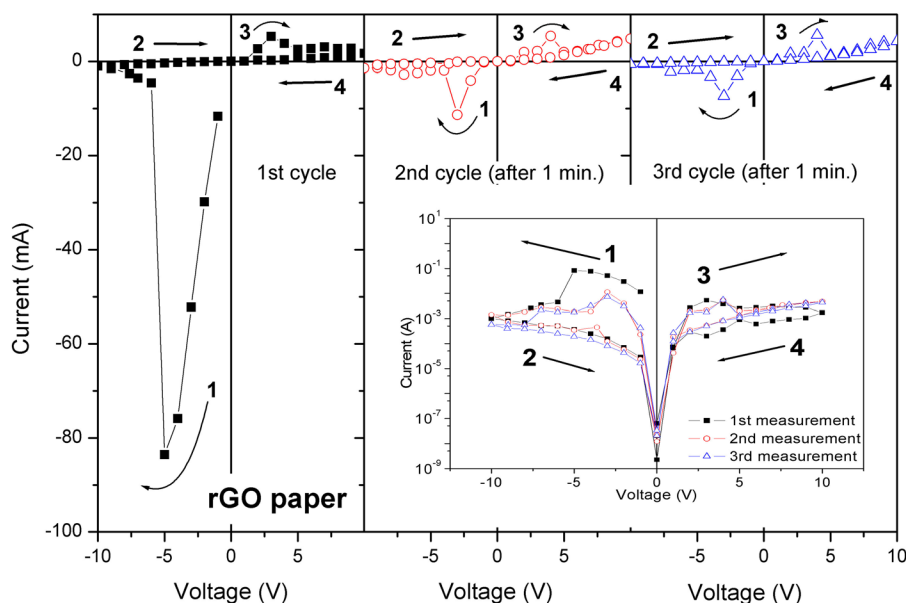 Current (mA)
0
-20
-40
-60
-80
-100
2
3
4
1
1st cycle
rGO paper
2
3
4
1
2nd cycle (after 1 min.)
2
3
4
1
3rd cycle (after 1 min.)
Current (A)
10^1
10^-1
10^-3
10^-5
10^-7
10^-9
1
3
2
4
1st measurement
2nd measurement
3rd measurement
-10 -5 0 5 10
Voltage (V)
-10 -5 0 5 -5 0 5 -5 0 5 10
Voltage (V) Voltage (V) Voltage (V)